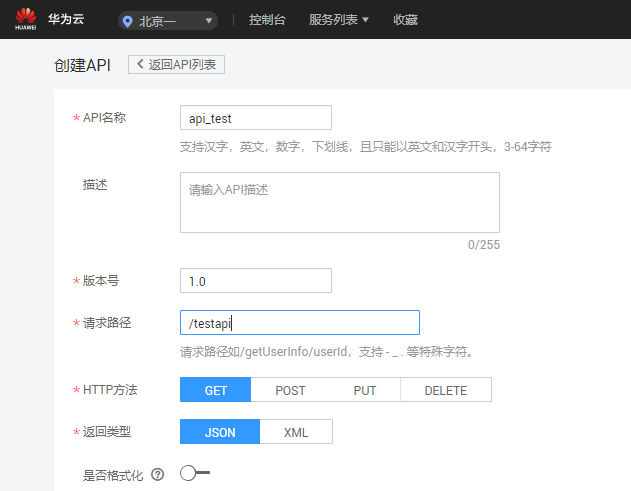 HUAWEI 华为云 北京一 控制台 服务列表 收藏
创建API 返回API列表
* API名称 api_test
支持汉字，英文，数字，下划线，且只能以英文和汉字开头，3-64字符
描述 请输入API描述
0/255
* 版本号 1.0
* 请求路径 /testapi
请求路径如/getUserInfo/userId，支持 - _ . 等特殊字符。
* HTTP方法 GET POST PUT DELETE
* 返回类型 JSON XML
是否格式化 ?